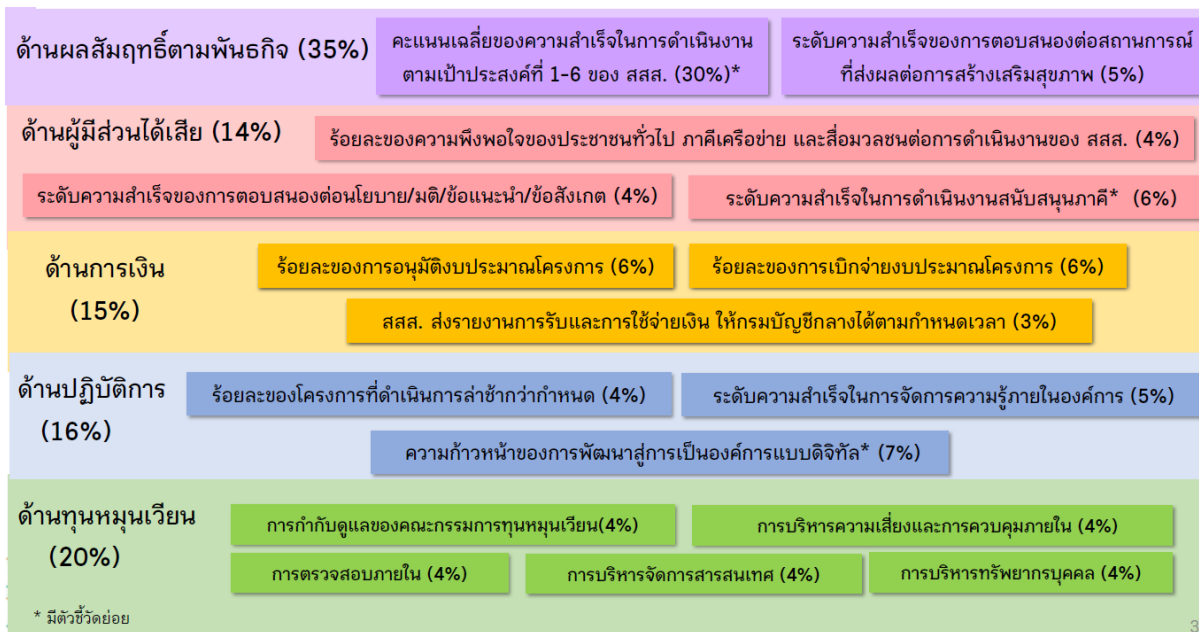 ด้านผลสัมฤทธิ์ตามพันธกิจ (35%)
คะแนนเฉลี่ยของความสำเร็จในการดำเนินงาน
ตามเป้าประสงค์ที่ 1-6 ของ สสส. (30%)*
ระดับความสำเร็จของการตอบสนองต่อสถานการณ์
ที่ส่งผลต่อการสร้างเสริมสุขภาพ (5%)
ด้านผู้มีส่วนได้เสีย (14%)
ร้อยละของความพึงพอใจของประชาชนทั่วไป ภาคีเครือข่าย และสื่อมวลชนต่อการดำเนินงานของ สสส. (4%)
ระดับความสำเร็จของการตอบสนองต่อนโยบาย/มติ/ข้อแนะนำ/ข้อสังเกต (4%)
ระดับความสำเร็จในการดำเนินงานสนับสนุนภาคี* (6%)
ด้านการเงิน
(15%)
ร้อยละของการอนุมัติงบประมาณโครงการ (6%)
ร้อยละของการเบิกจ่ายงบประมาณโครงการ (6%)
สสส. ส่งรายงานการรับและการใช้จ่ายเงิน ให้กรมบัญชีกลางได้ตามกำหนดเวลา (3%)
ด้านปฏิบัติการ
(16%)
ร้อยละของโครงการที่ดำเนินการล่าช้ากว่ากำหนด (4%)
ระดับความสำเร็จในการจัดการความรู้ภายในองค์การ (5%)
ความก้าวหน้าของการพัฒนาสู่การเป็นองค์การแบบดิจิทัล* (7%)
ด้านทุนหมุนเวียน
(20%)
การกำกับดูแลของคณะกรรมการทุนหมุนเวียน(4%)
การบริหารความเสี่ยงและการควบคุมภายใน (4%)
การตรวจสอบภายใน (4%)
การบริหารจัดการสารสนเทศ (4%)
การบริหารทรัพยากรบุคคล (4%)
* มีตัวชี้วัดย่อย
3